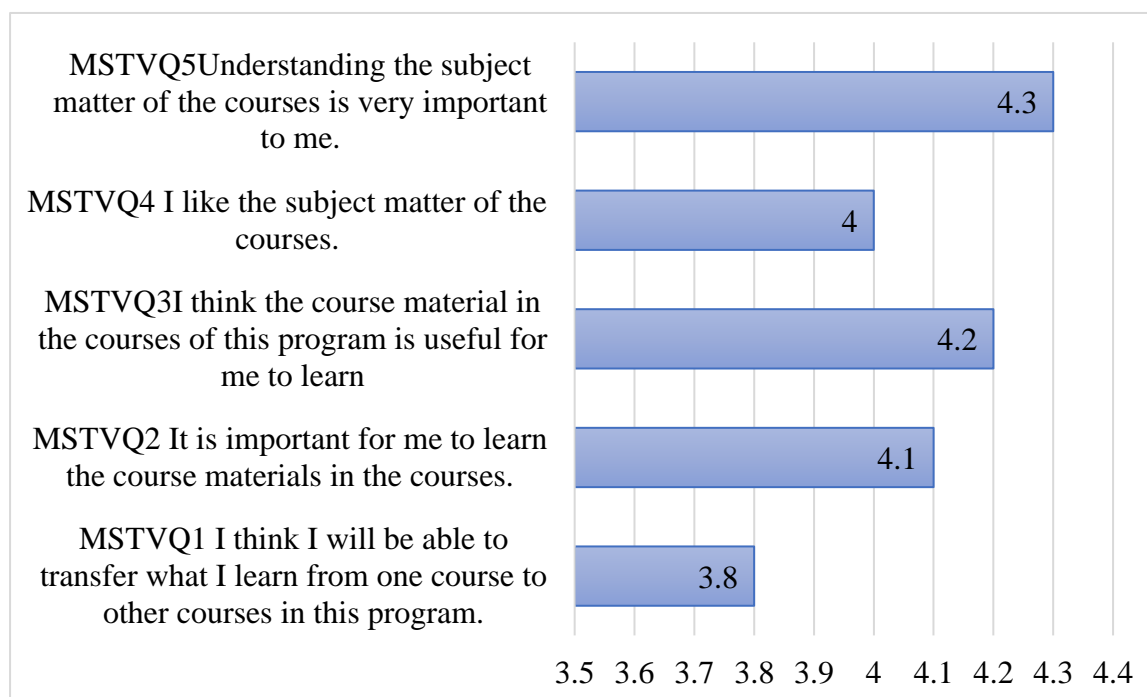 MSTVQ5Understanding the subject
matter of the courses is very important
to me.
4.3
MSTVQ4 I like the subject matter of the
courses.
4
MSTVQ3I think the course material in
the courses of this program is useful for
me to learn
4.2
MSTVQ2 It is important for me to learn
the course materials in the courses.
4.1
MSTVQ1 I think I will be able to
transfer what I learn from one course to
other courses in this program.
3.8
3.5 3.6 3.7 3.8 3.9 4 4.1 4.2 4.3 4.4